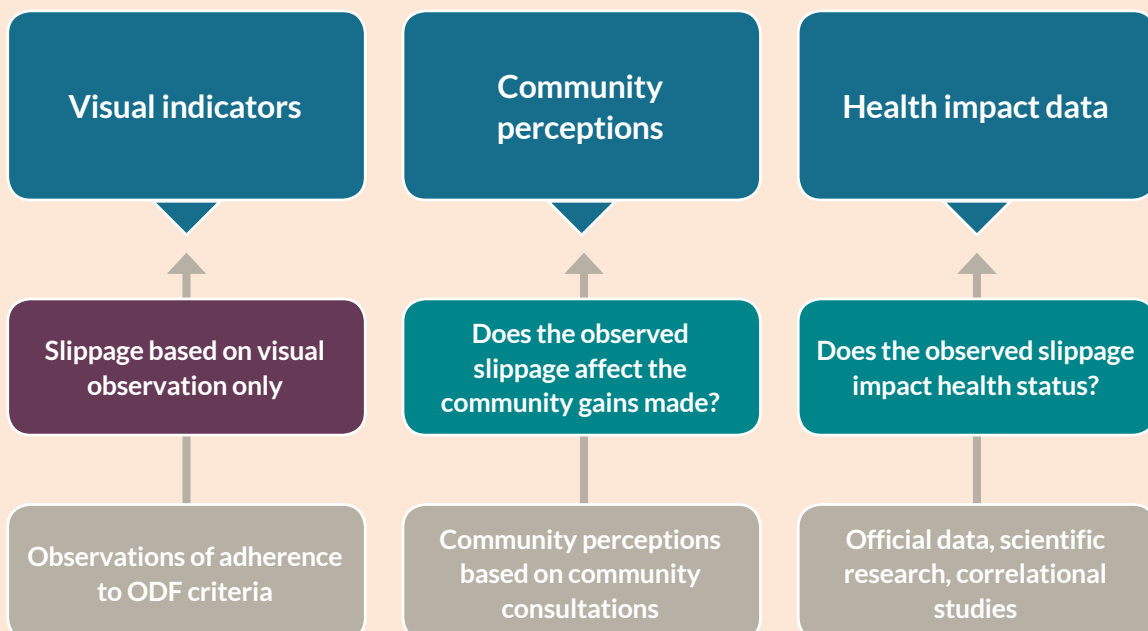 Visual indicators
Community
perceptions
Health impact data
Slippage based on visual
observation only
Does the observed
slippage affect the
community gains made?
Does the observed slippage
impact health status?
Observations of adherence
to ODF criteria
Community perceptions
based on community
consultations
Official data, scientific
research, correlational
studies